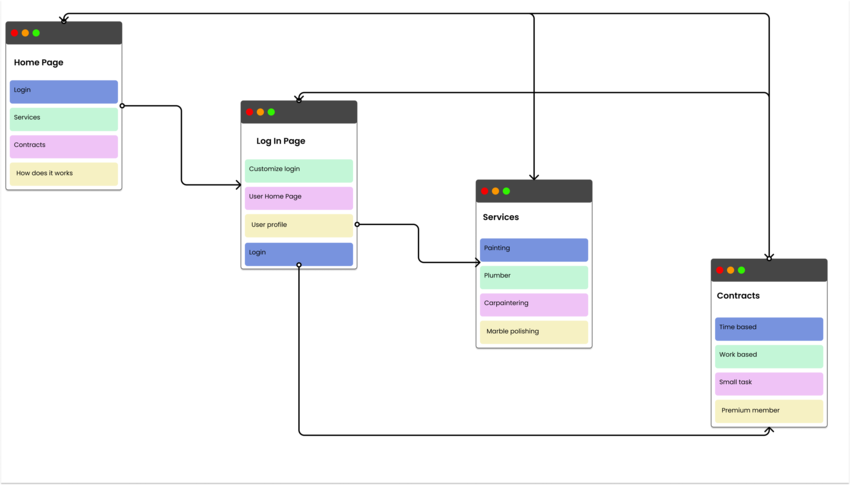 Home Page
Login
Services
Contracts
How does it works
Log In Page
Customize login
User Home Page
User profile
Login
Services
Painting
Plumber
Carpaintering
Marble polishing
Contracts
Time based
Work based
Small task
Premium member